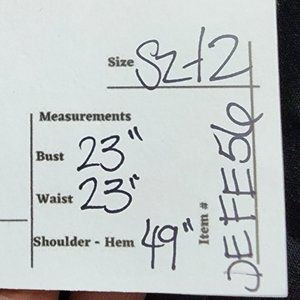 Size Sz 12
Measurements
Bust 23"
Waist 23"
Shoulder - Hem 49"
Item # DEFE56